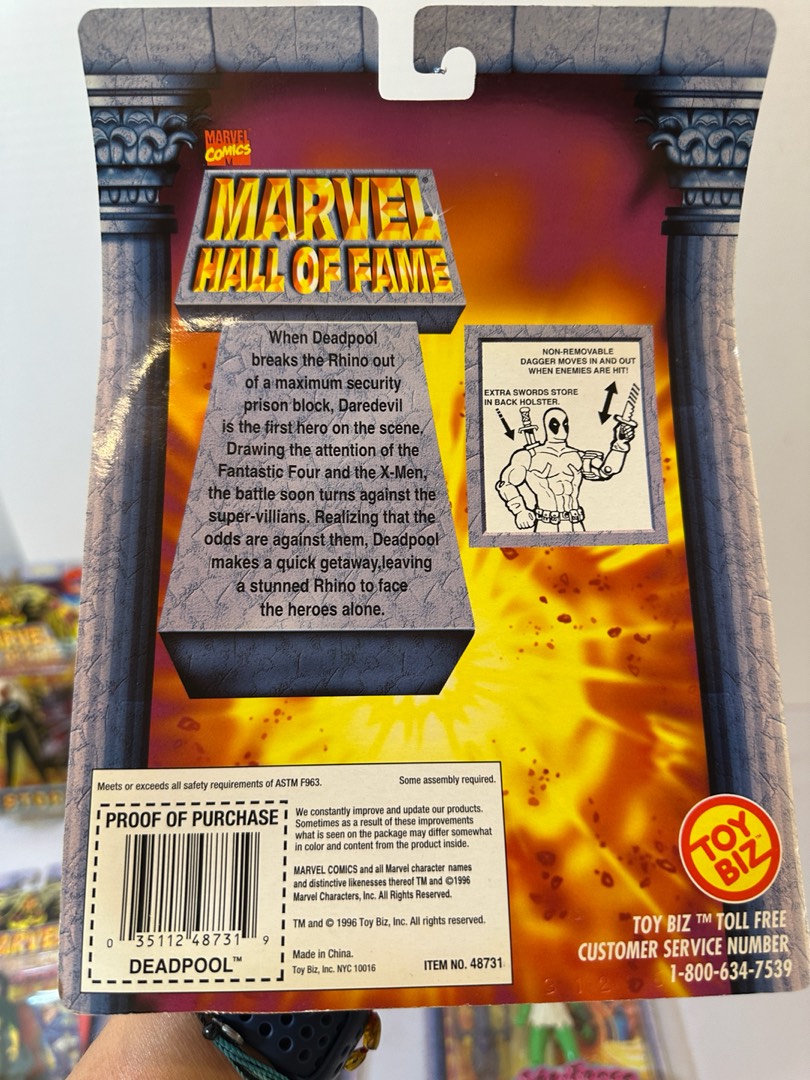 MARVEL
COMICS
MARVEL®
HALL OF FAME
When Deadpool
breaks the Rhino out
of a maximum security
prison block, Daredevil
is the first hero on the scene.
Drawing the attention of the
Fantastic Four and the X-Men,
the battle soon turns against the
super-villians. Realizing that the
odds are against them, Deadpool
makes a quick getaway,leaving
a stunned Rhino to face
the heroes alone.
NON-REMOVABLE
DAGGER MOVES IN AND OUT
WHEN ENEMIES ARE HIT!
EXTRA SWORDS STORE
IN BACK HOLSTER.
Meets or exceeds all safety requirements of ASTM F963.
Some assembly required.
PROOF OF PURCHASE
0 35112 48731 9
DEADPOOL™
We constantly improve and update our products.
Sometimes as a result of these improvements
what is seen on the package may differ somewhat
in color and content from the product inside.
MARVEL COMICS and all Marvel character names
and distinctive likenesses thereof TM and ©1996
Marvel Characters, Inc. All Rights Reserved.
TM and © 1996 Toy Biz, Inc. All rights reserved.
Made in China.
Toy Biz, Inc. NYC 10016
ITEM NO. 48731
TOY
BIZ™
TOY BIZ ™ TOLL FREE
CUSTOMER SERVICE NUMBER
1-800-634-7539